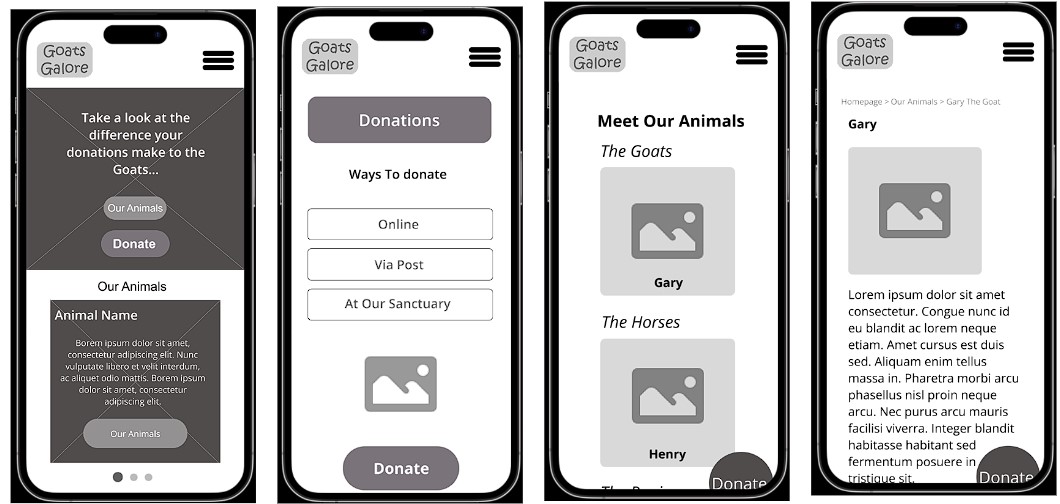 Goats
Galore
Take a look at the
difference your
donations make to the
Goats...
Our Animals
Donate
Our Animals
Animal Name
Borem ipsum dolor sit amet,
consectetur adipiscing elit. Nunc
vulputate libero et velit interdum,
ac aliquet odio mattis. Borem ipsum
dolor sit amet, consectetur
adipiscing elit.
Our Animals
Goats
Galore
Donations
Ways To donate
Online
Via Post
At Our Sanctuary
Donate
Goats
Galore
Meet Our Animals
The Goats
Gary
The Horses
Henry
Donate
Goats
Galore
Homepage > Our Animals > Gary The Goat
Gary
Lorem ipsum dolor sit amet
consectetur. Congue nunc id
eu blandit ac lorem neque
etiam. Amet cursus est duis
sed. Aliquam enim tellus
massa in. Pharetra morbi arcu
phasellus nisl proin neque
arcu. Nec purus arcu mauris
facilisi viverra. Integer blandit
habitasse habitant sed
fermentum posuere in
tristique sit.
Donate